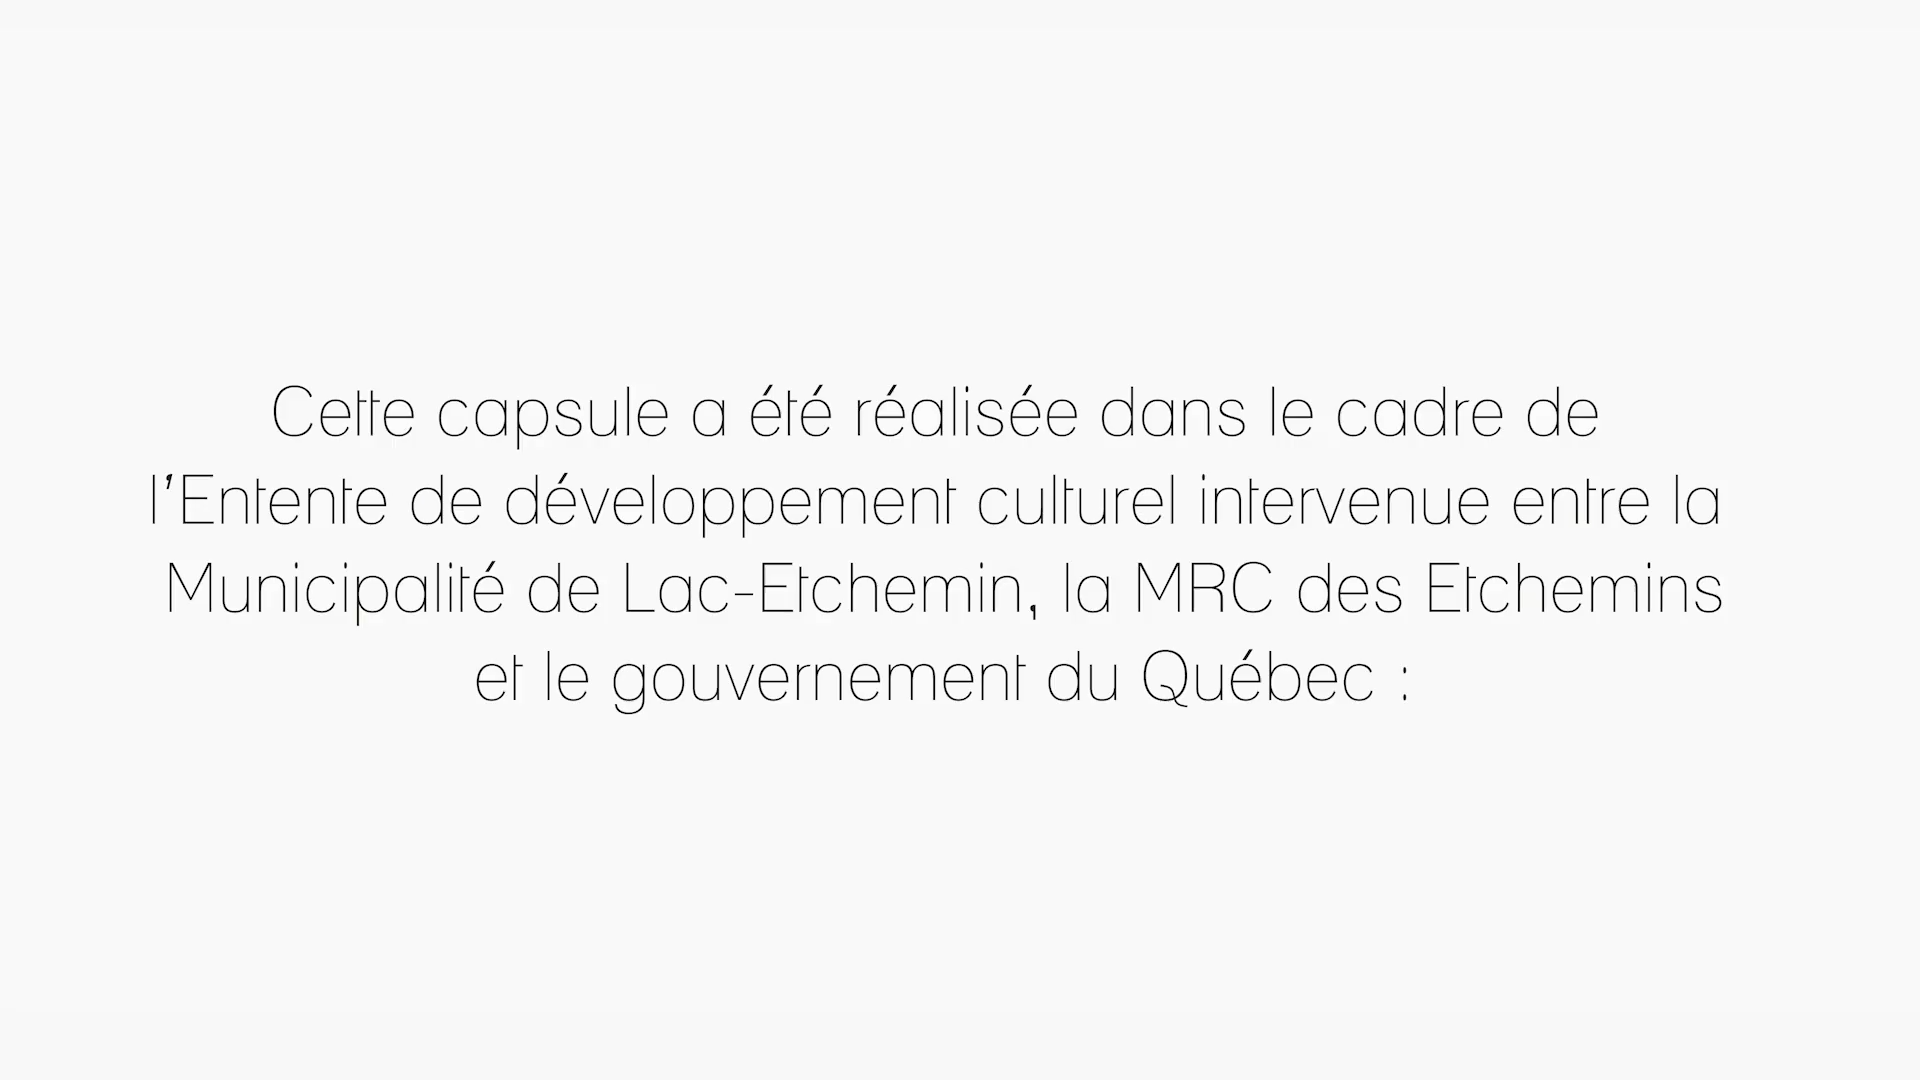 Cette capsule a été réalisée dans le cadre de
l'Entente de développement culturel intervenue entre la
Municipalité de Lac-Etchemin, la MRC des Etchemins
et le gouvernement du Québec :